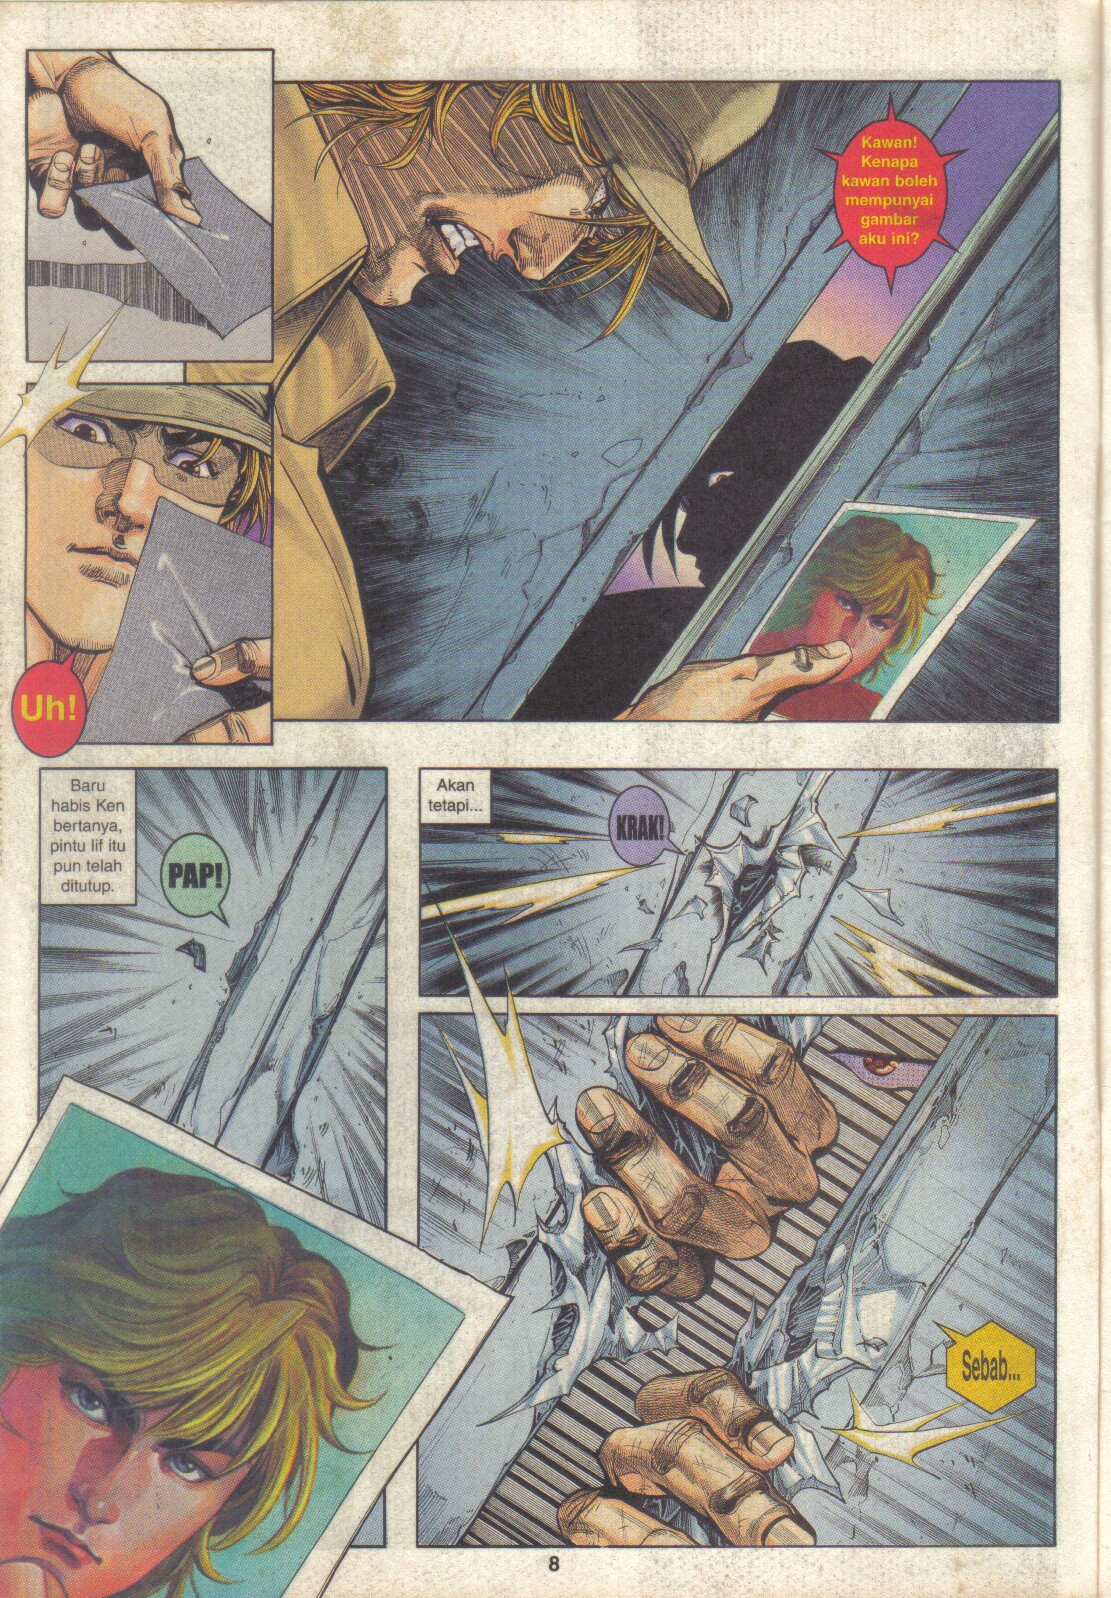 Kawan!
Kenapa
kawan boleh
mempunyai
gambar
aku ini?
Uh!
Baru
habis Ken
bertanya,
pintu lif itu
pun telah
ditutup.
PAP!
Akan
tetapi...
KRAK!
Sebab...
8